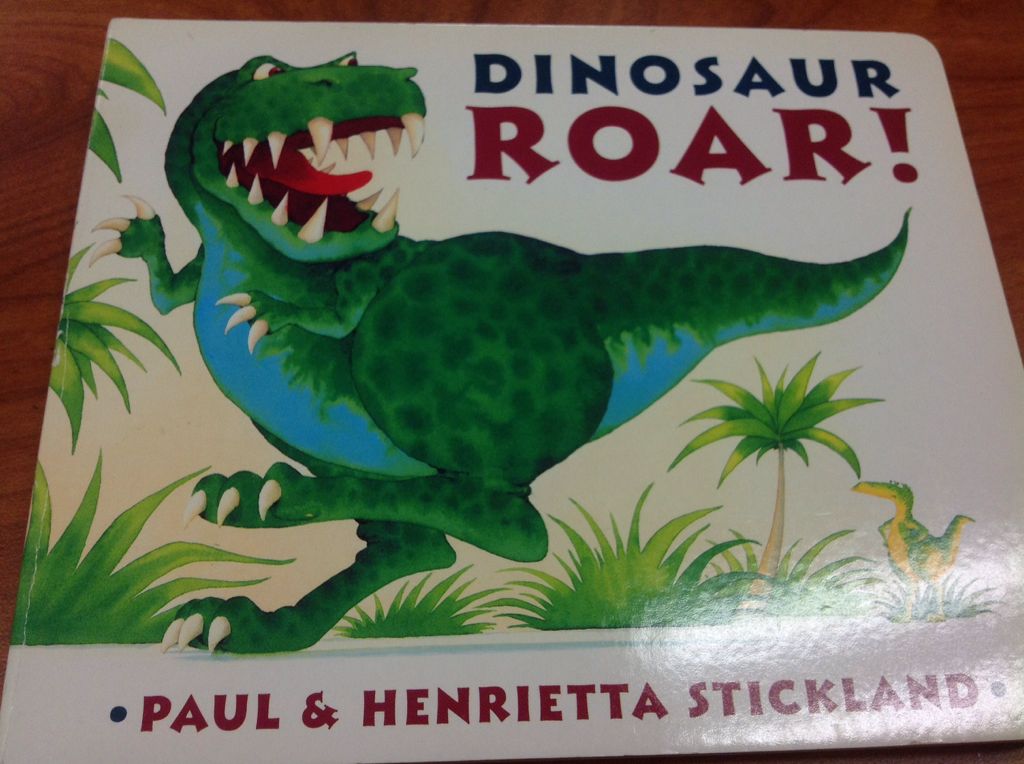 DINOSAUR
ROAR!
• PAUL & HENRIETTA STICKLAND •